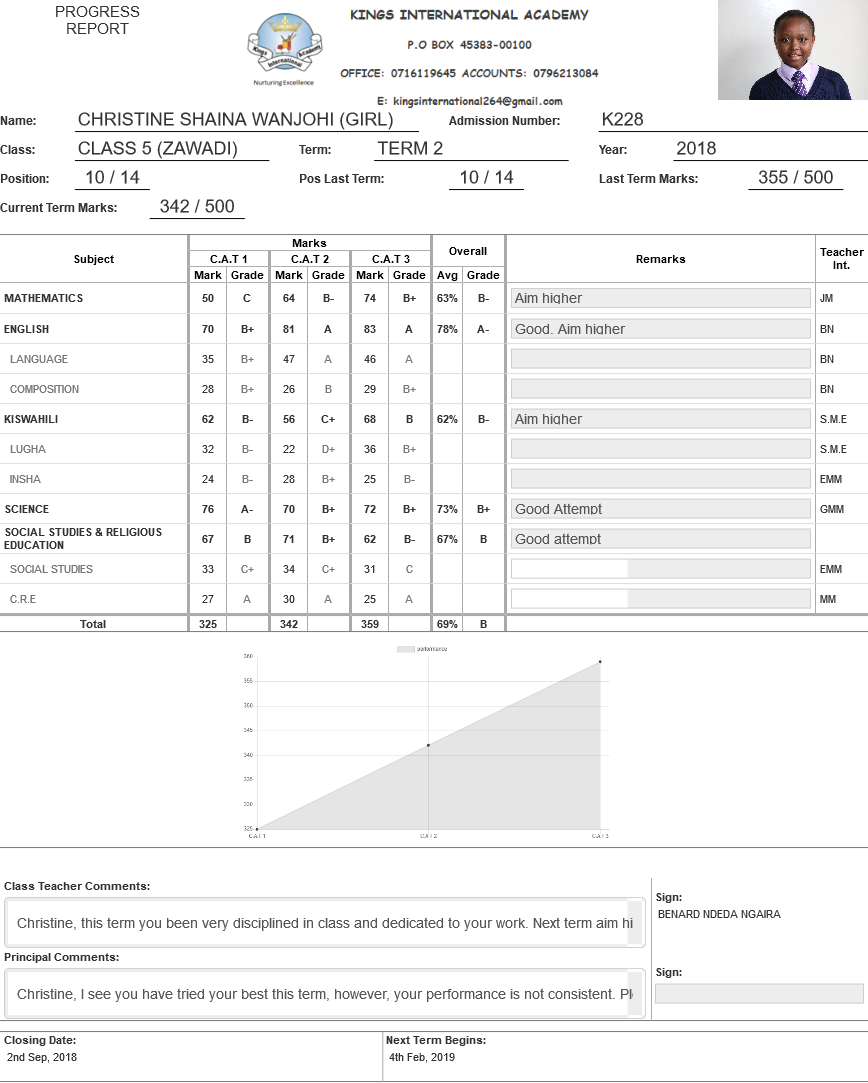 PROGRESS
REPORT
KINGS INTERNATIONAL ACADEMY
P.O BOX 45383-00100
OFFICE: 0716119645 ACCOUNTS: 0796213084
E: kingsinternational264@gmail.com
Kings International Academy
Nurturing Excellence
Name: CHRISTINE SHAINA WANJOHI (GIRL) Admission Number: K228
Class: CLASS 5 (ZAWADI) Term: TERM 2 Year: 2018
Position: 10 / 14 Pos Last Term: 10 / 14 Last Term Marks: 355 / 500
Current Term Marks: 342 / 500
Subject Marks Overall Remarks Teacher Int.
C.A.T 1 C.A.T 2 C.A.T 3
Mark Grade Mark Grade Mark Grade Avg Grade
MATHEMATICS 50 C 64 B- 74 B+ 63% B- Aim higher JM
ENGLISH 70 B+ 81 A 83 A 78% A- Good. Aim higher BN
LANGUAGE 35 B+ 47 A 46 A BN
COMPOSITION 28 B+ 26 B 29 B+ BN
KISWAHILI 62 B- 56 C+ 68 B 62% B- Aim higher S.M.E
LUGHA 32 B- 22 D+ 36 B+ S.M.E
INSHA 24 B- 28 B+ 25 B- EMM
SCIENCE 76 A- 70 B+ 72 B+ 73% B+ Good Attempt GMM
SOCIAL STUDIES & RELIGIOUS
EDUCATION 67 B 71 B+ 62 B- 67% B Good attempt
SOCIAL STUDIES 33 C+ 34 C+ 31 C EMM
C.R.E 27 A 30 A 25 A MM
Total 325 342 359 69% B
performance
360
355
350
345
340
335
330
325
C.A.T 1 C.A.T 2 C.A.T 3
Class Teacher Comments:
Christine, this term you been very disciplined in class and dedicated to your work. Next term aim hi
Sign:
BENARD NDEDA NGAIRA
Principal Comments:
Christine, I see you have tried your best this term, however, your performance is not consistent. Pl
Sign:
Closing Date: Next Term Begins:
2nd Sep, 2018 4th Feb, 2019